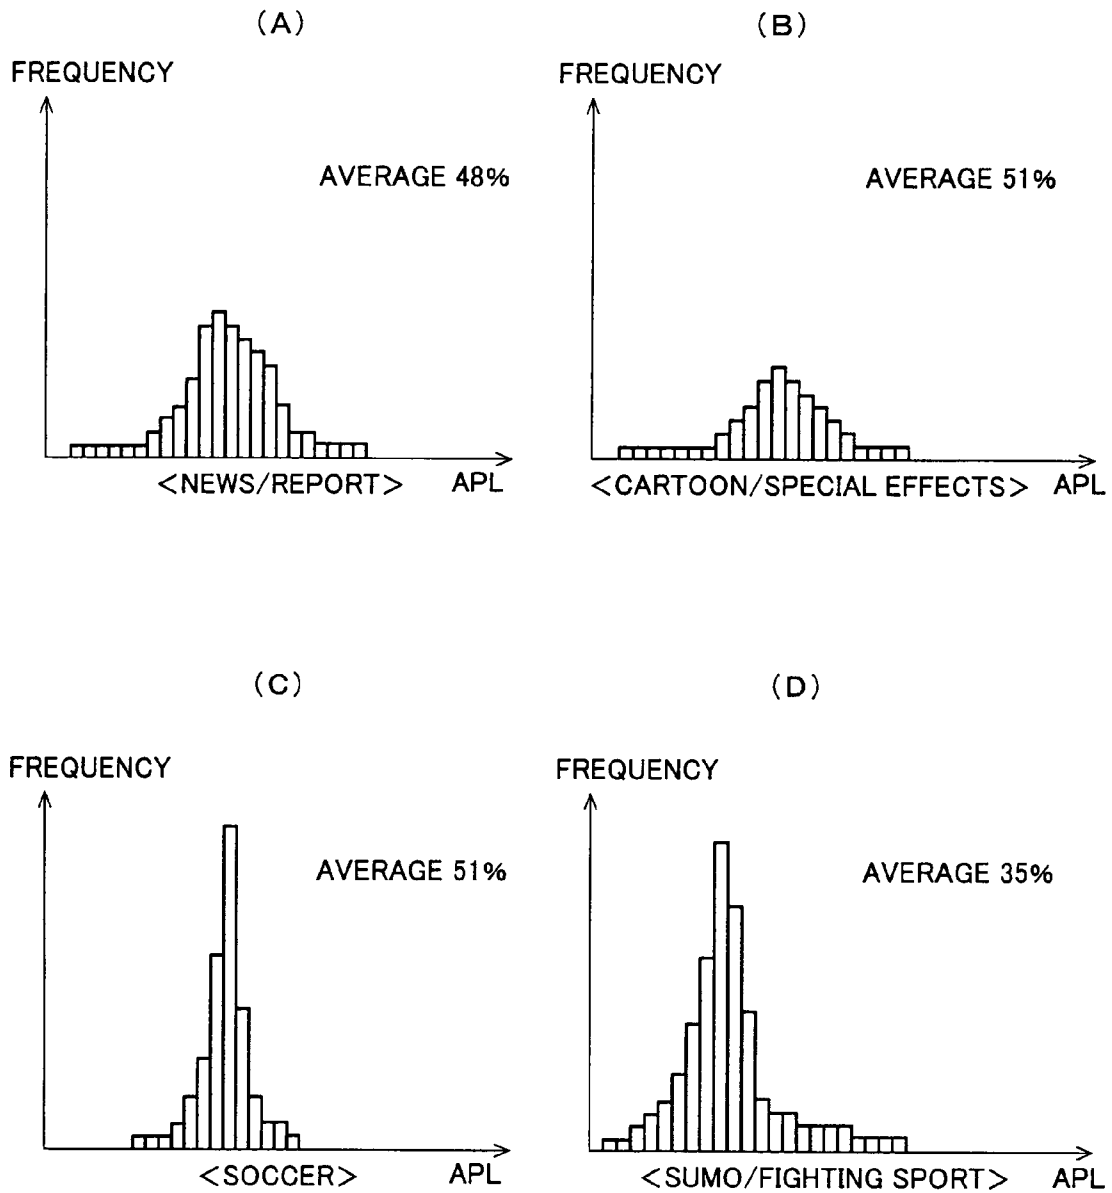 (A)
FREQUENCY
AVERAGE 48%
<NEWS/REPORT> APL
(B)
FREQUENCY
AVERAGE 51%
<CARTOON/SPECIAL EFFECTS> APL
(C)
FREQUENCY
AVERAGE 51%
<SOCCER> APL
(D)
FREQUENCY
AVERAGE 35%
<SUMO/FIGHTING SPORT> APL